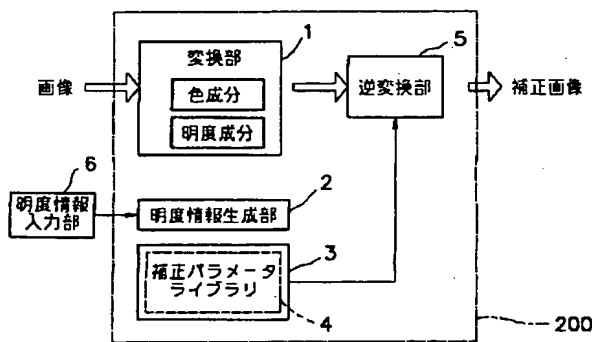 1
5
変換部
色成分
明度成分
画像
逆変換部
補正画像
6
明度情報
入力部
2
明度情報生成部
3
補正パラメータ
ライブラリ
4
200